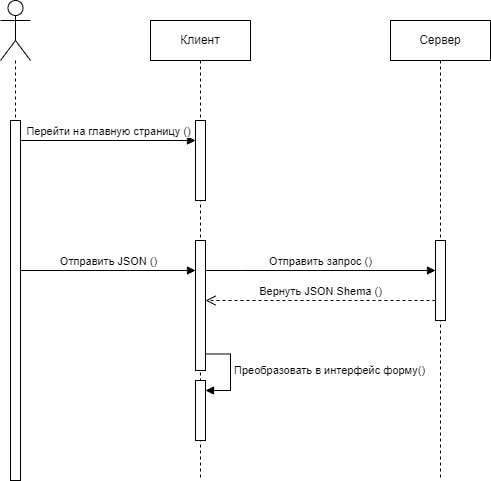 Клиент
Сервер
Перейти на главную страницу ()
Отправить JSON ()
Отправить запрос ()
Вернуть JSON Shema ()
Преобразовать в интерфейс форму()